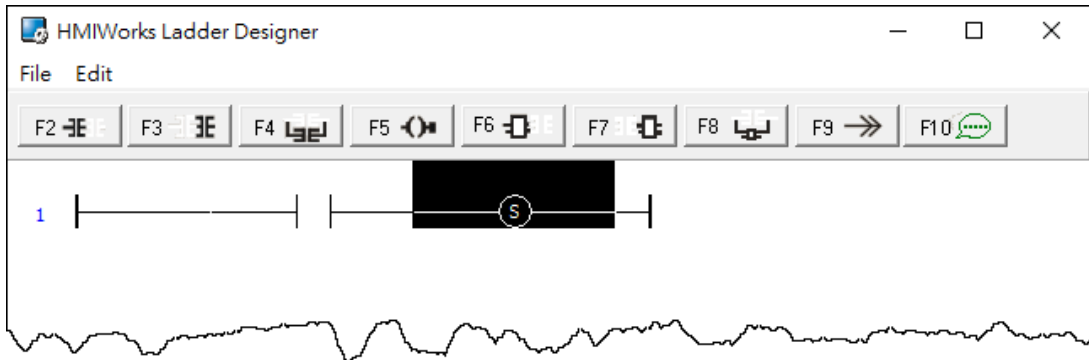 HMIWorks Ladder Designer
File Edit
F2 F3 F4 F5 F6 F7 F8 F9 F10
1 S